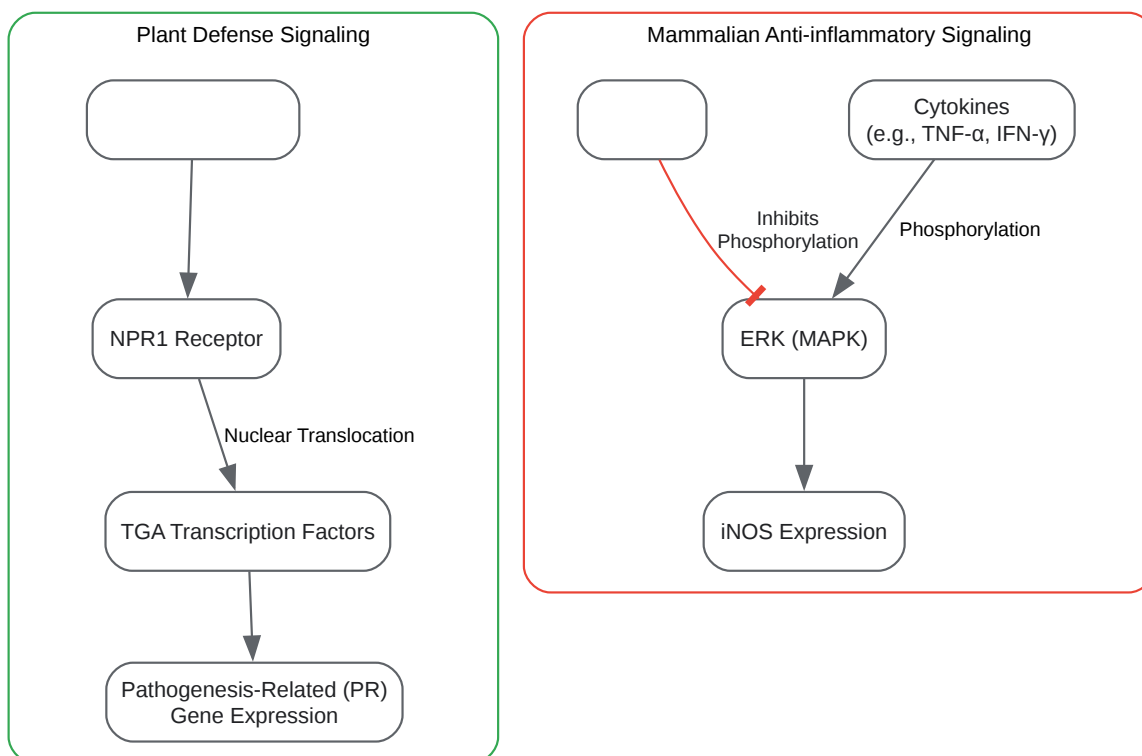 Plant Defense Signaling
NPR1 Receptor
Nuclear Translocation
TGA Transcription Factors
Pathogenesis-Related (PR)
Gene Expression
Mammalian Anti-inflammatory Signaling
Cytokines
(e.g., TNF-α, IFN-γ)
Inhibits
Phosphorylation
Phosphorylation
ERK (MAPK)
iNOS Expression